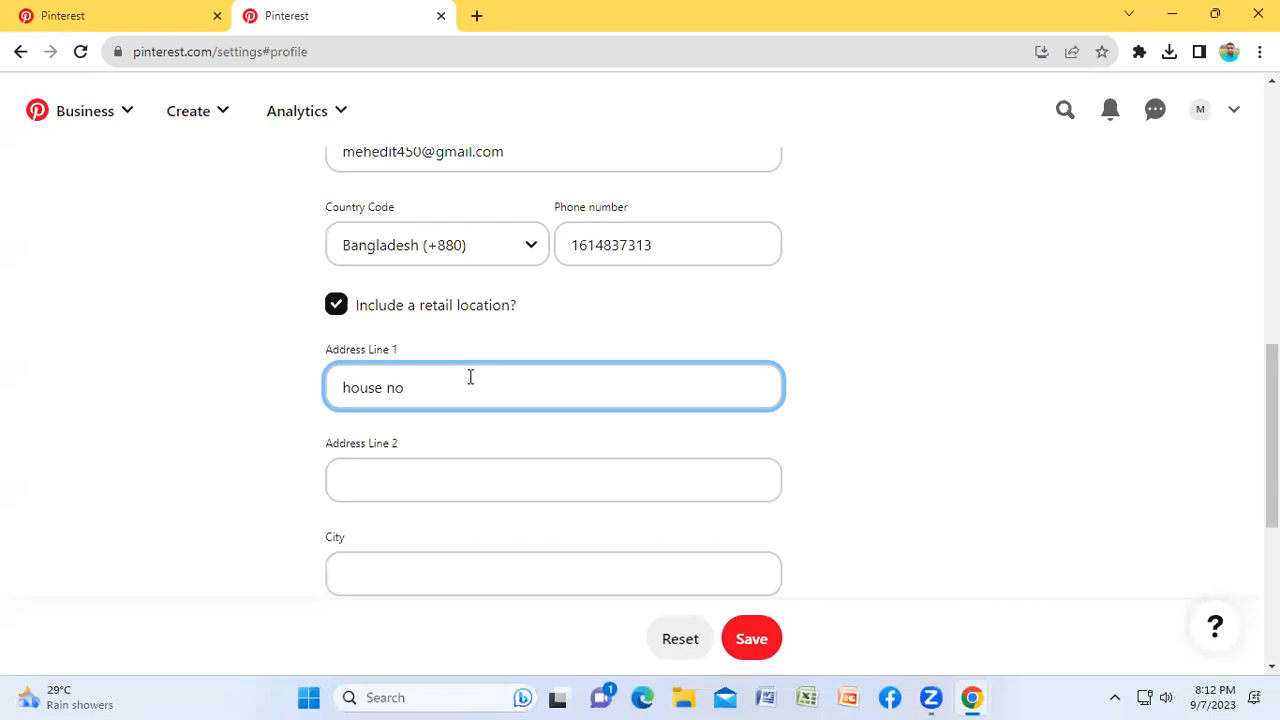 Pinterest
Pinterest
pinterest.com/settings#profile
Business
Create
Analytics
M
mehedit450@gmail.com
Country Code
Phone number
Bangladesh (+880)
1614837313
Include a retail location?
Address Line 1
house no
Address Line 2
City
Reset
Save
?
29°C
Rain showers
Search
1
8:12 PM
9/7/2023